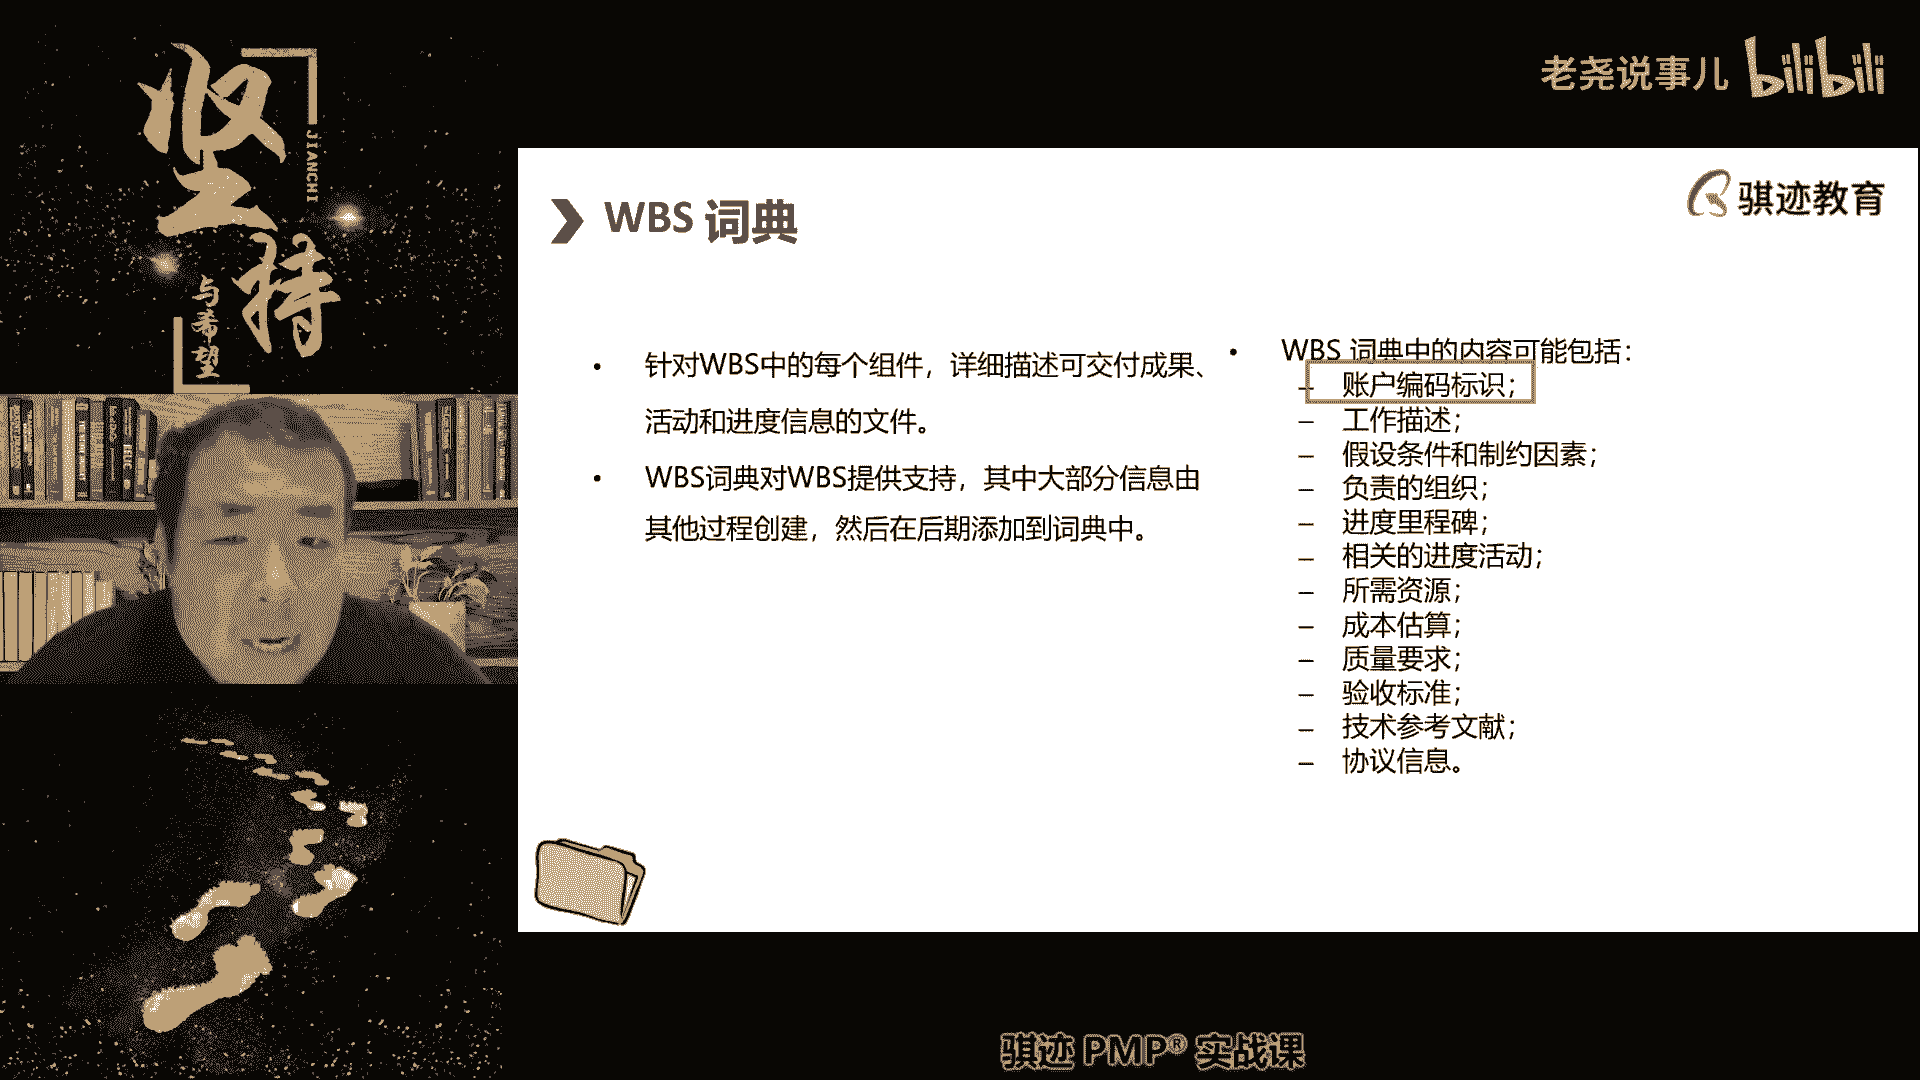 坚持
JIANCHI
与希望
老尧说事儿 bilibili
骐迹教育
WBS 词典
• 针对WBS中的每个组件，详细描述可交付成果、
活动和进度信息的文件。
• WBS词典对WBS提供支持，其中大部分信息由
其他过程创建，然后在后期添加到词典中。
• WBS 词典中的内容可能包括：
– 账户编码标识；
– 工作描述；
– 假设条件和制约因素；
– 负责的组织；
– 进度里程碑；
– 相关的进度活动；
– 所需资源；
– 成本估算；
– 质量要求；
– 验收标准；
– 技术参考文献；
– 协议信息。
骐迹 PMP® 实战课